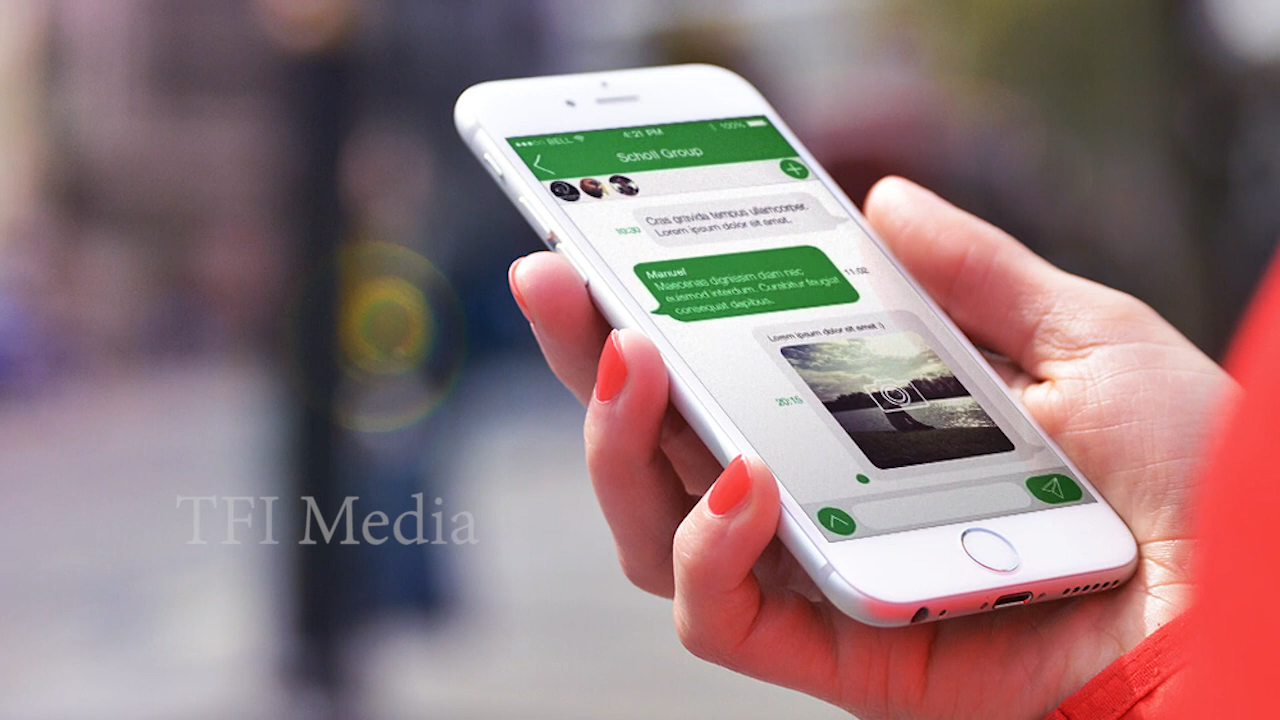 BELL 4:21 PM 100%
Scholl Group
Cras gravida tempus ullamcorper.
Lorem ipsum dolor sit amet.
10:30
Manuel
Maecenas dignissim diam nec
euismod interdum. Curabitur feugiat
consequat dapibus.
11:02
Lorem ipsum dolor sit amet :)
20:15
TFI Media